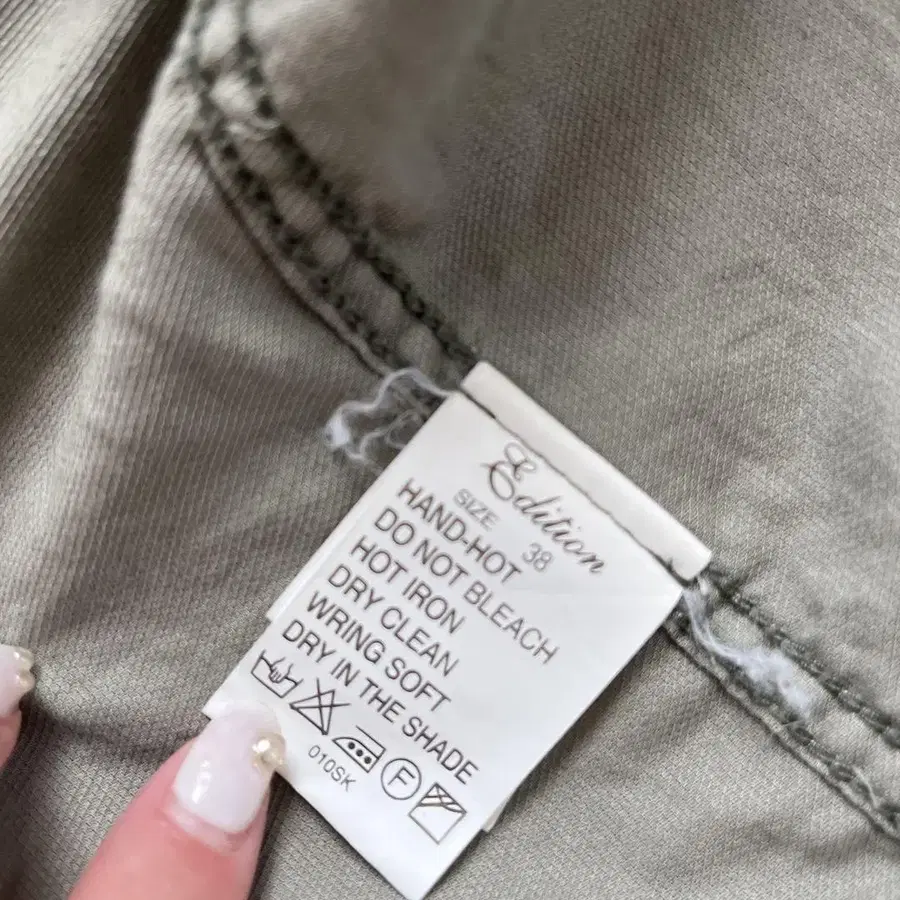 Edition
SIZE 38
HAND-HOT
DO NOT BLEACH
HOT IRON
DRY CLEAN
WRING SOFT
DRY IN THE SHADE
F
010SK